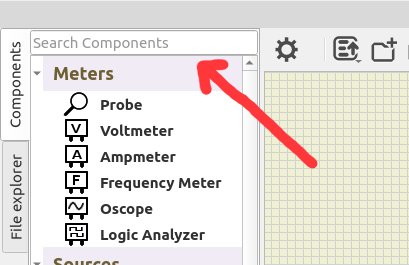 Search Components
Components
File explorer
Meters
Probe
Voltmeter
Ampmeter
Frequency Meter
Oscope
Logic Analyzer
Sources
V
A
F